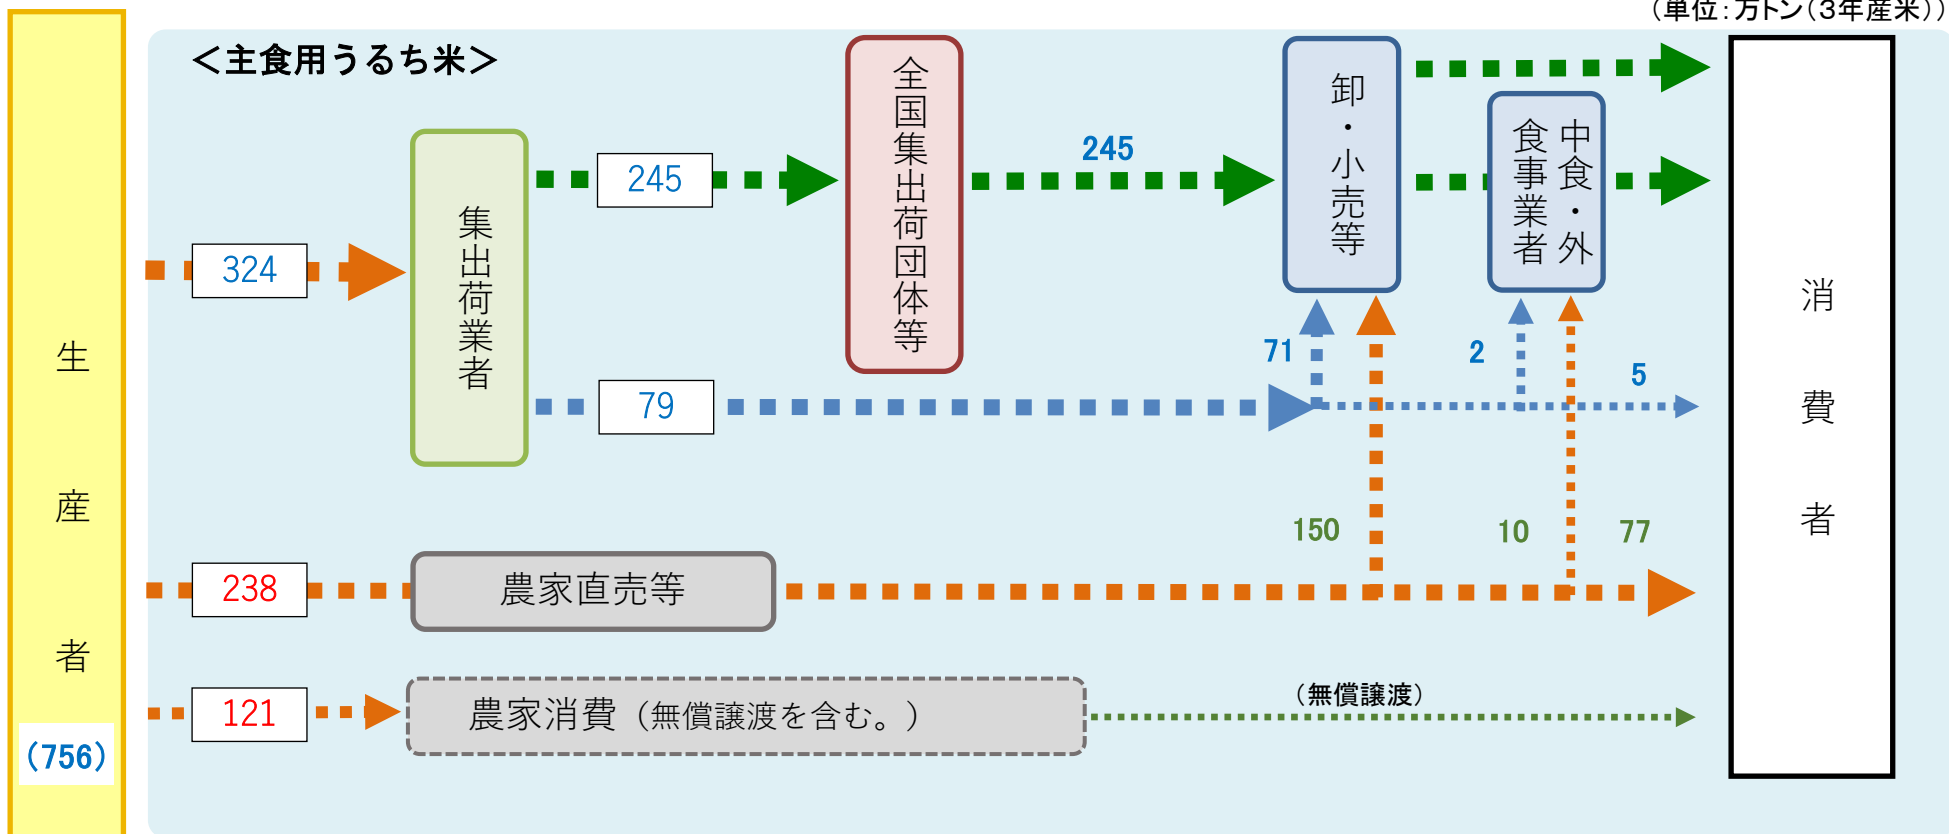 (単位:万トン(3年産米))
<主食用うるち米>
生産者
(756)
324
集出荷業者
245
全国集出荷団体等
245
卸・小売等
中食・外
食事業者
消費者
79
71
2
5
238
農家直売等
150
10
77
121
農家消費(無償譲渡を含む。)
(無償譲渡)